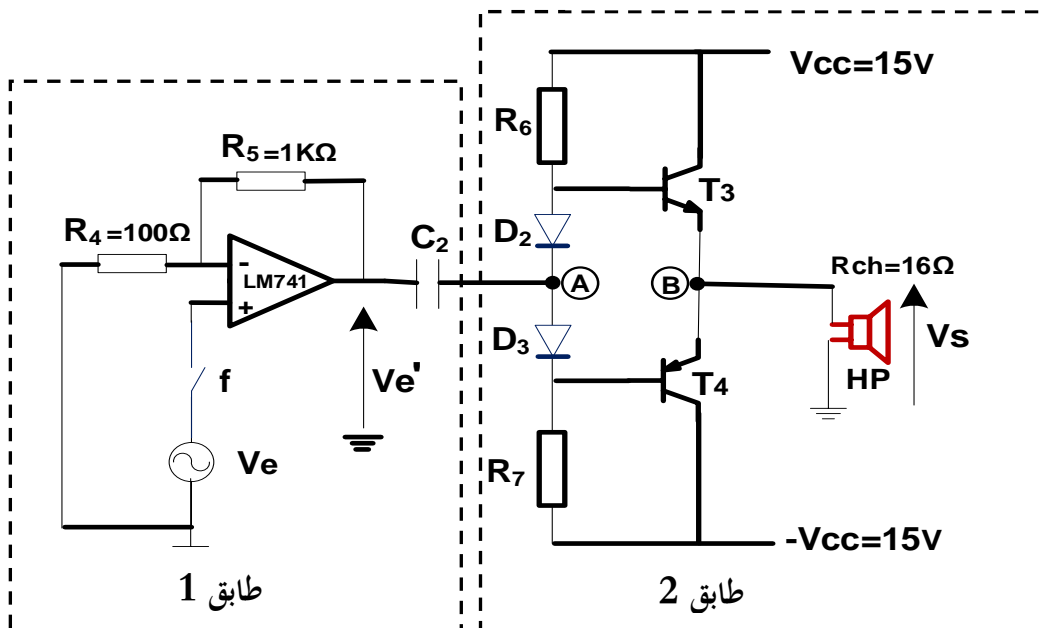 Vcc=15V
R6
R5=1KΩ
T3
R4=100Ω
D2
C2
-
LM741
+
A
B
Rch=16Ω
D3
Vs
f
Ve'
T4
HP
Ve
R7
-Vcc=15V
طابق 1
طابق 2